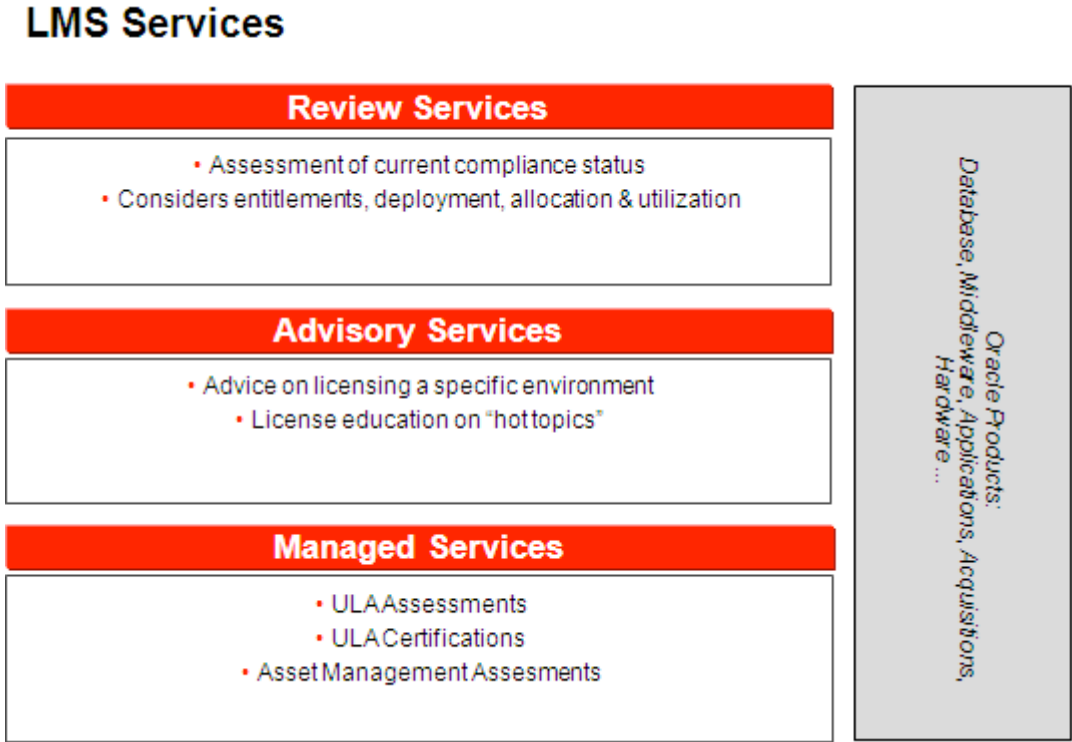 LMS Services
Review Services
• Assessment of current compliance status
• Considers entitlements, deployment, allocation & utilization
Advisory Services
• Advice on licensing a specific environment
• License education on “hot topics”
Managed Services
• ULA Assessments
• ULA Certifications
• Asset Management Assesments
Oracle Products:
Database, Middleware, Applications, Acquisitions,
Hardware ...